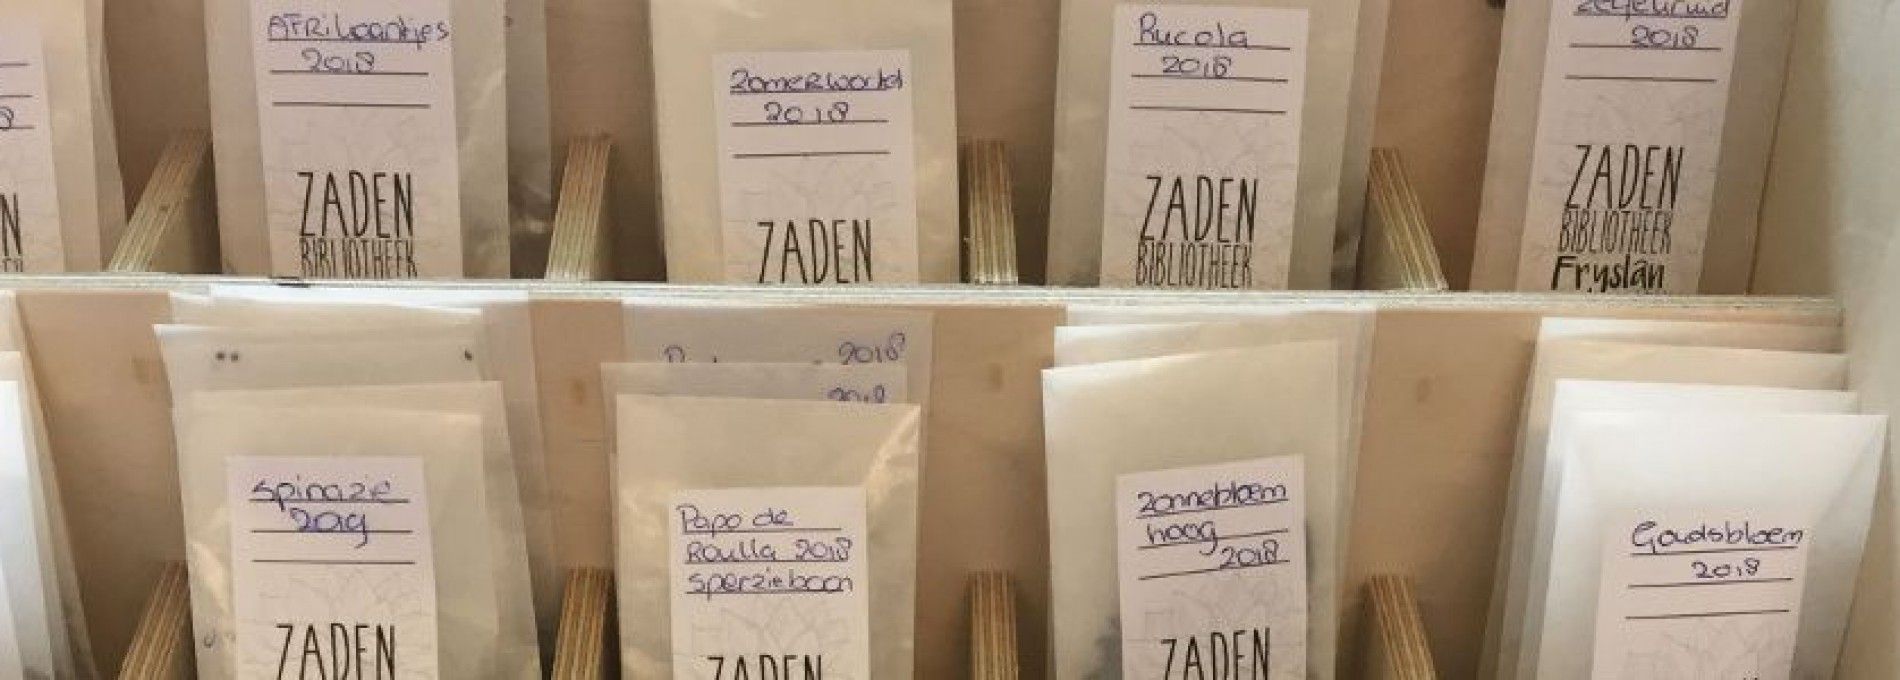 Afrikaantjes
2018
ZADEN
BIBLIOTHEEK
zomerwortel
2018
ZADEN
Rucola
2018
ZADEN
BIBLIOTHEEK
2018
ZADEN
BIBLIOTHEEK
Fryslân
2018
2018
spinazie
2019
ZADEN
Papo de
Roulla 2018
sperzieboon
ZADEN
zonnebloem
hoog
2018
ZADEN
Goudsbloem
2018